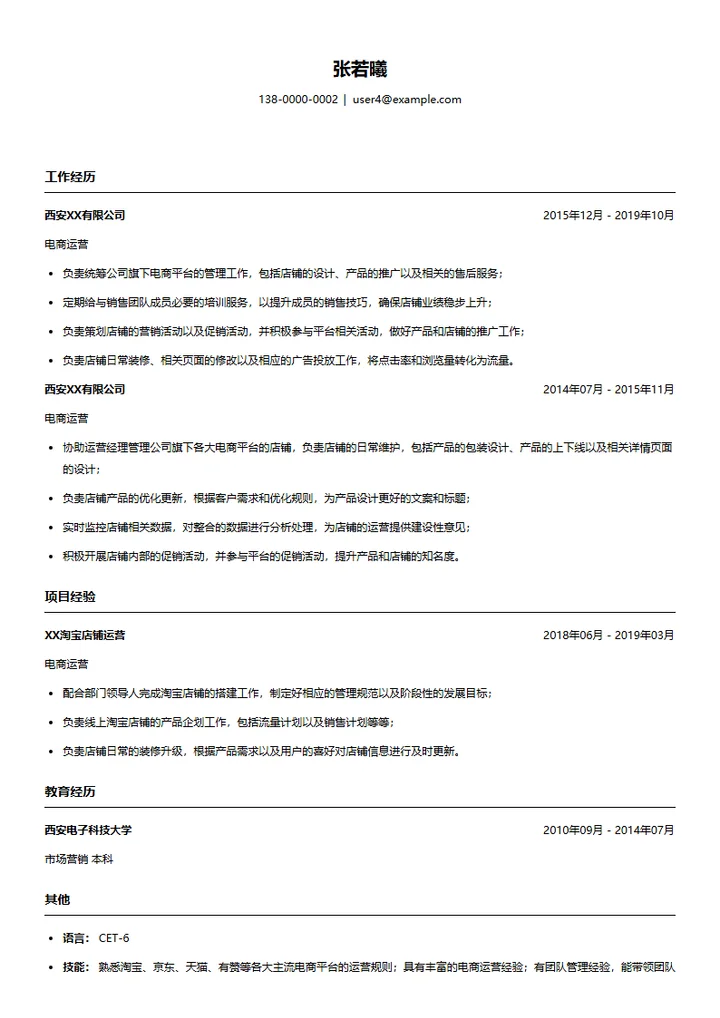 张若曦
138-0000-0002 | user4@example.com
工作经历
西安XX有限公司 2015年12月 - 2019年10月
电商运营
• 负责统筹公司旗下电商平台的管理工作，包括店铺的设计、产品的推广以及相关的售后服务；
• 定期给与销售团队成员必要的培训服务，以提升成员的销售技巧，确保店铺业绩稳步上升；
• 负责策划店铺的营销活动以及促销活动，并积极参与平台相关活动，做好产品和店铺的推广工作；
• 负责店铺日常装修、相关页面的修改以及相应的广告投放工作，将点击率和浏览量转化为流量。
西安XX有限公司 2014年07月 - 2015年11月
电商运营
• 协助运营经理管理公司旗下各大电商平台的店铺，负责店铺的日常维护，包括产品的包装设计、产品的上下线以及相关详情页面
的设计；
• 负责店铺产品的优化更新，根据客户需求和优化规则，为产品设计更好的文案和标题；
• 实时监控店铺相关数据，对整合的数据进行分析处理，为店铺的运营提供建设性意见；
• 积极开展店铺内部的促销活动，并参与平台的促销活动，提升产品和店铺的知名度。
项目经验
XX淘宝店铺运营 2018年06月 - 2019年03月
电商运营
• 配合部门领导人完成淘宝店铺的搭建工作，制定好相应的管理规范以及阶段性的发展目标；
• 负责线上淘宝店铺的产品企划工作，包括流量计划以及销售计划等等；
• 负责店铺日常的装修升级，根据产品需求以及用户的喜好对店铺信息进行及时更新。
教育经历
西安电子科技大学 2010年09月 - 2014年07月
市场营销 本科
其他
• 语言： CET-6
• 技能： 熟悉淘宝、京东、天猫、有赞等各大主流电商平台的运营规则；具有丰富的电商运营经验；有团队管理经验，能带领团队